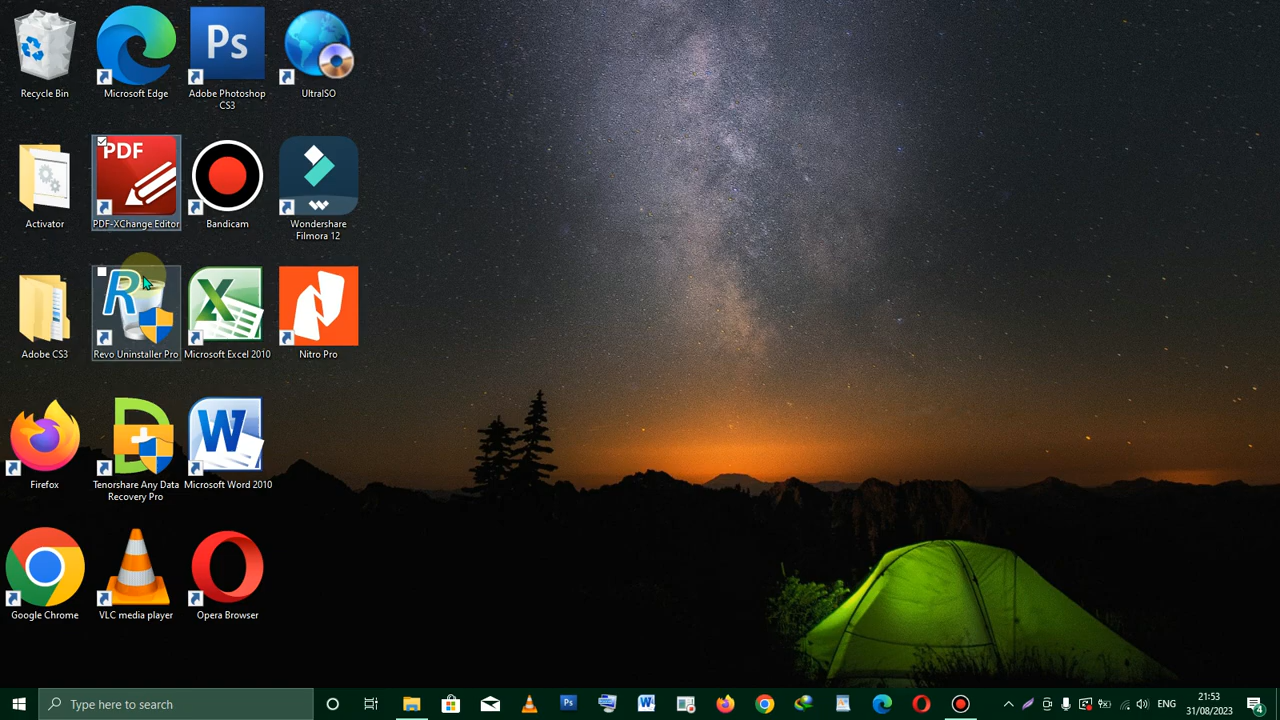 Recycle Bin
Microsoft Edge
Ps
Adobe Photoshop
CS3
UltraISO
Activator
PDF
PDF-XChange Editor
Bandicam
Wondershare
Filmora 12
Adobe CS3
R
Revo Uninstaller Pro
Microsoft Excel 2010
Nitro Pro
Firefox
Tenorshare Any Data
Recovery Pro
W
Microsoft Word 2010
Google Chrome
VLC media player
Opera Browser
Type here to search
Ps
W
ENG
21:53
31/08/2023
4